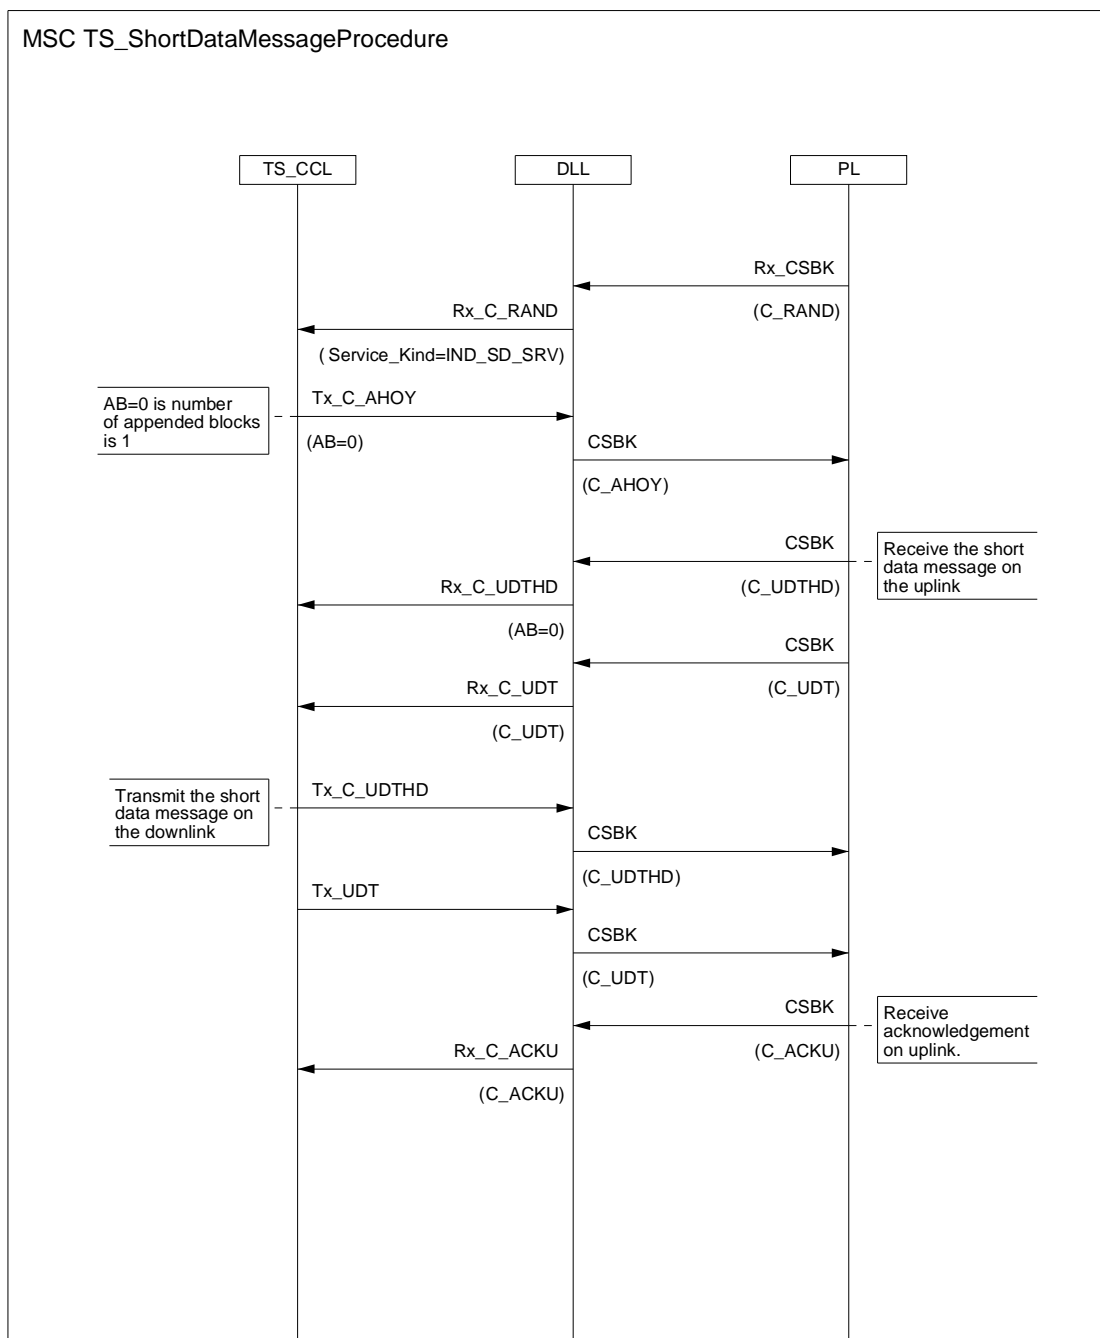 MSC TS_ShortDataMessageProcedure
TS_CCL
DLL
PL
Rx_CSBK
(C_RAND)
Rx_C_RAND
( Service_Kind=IND_SD_SRV)
AB=0 is number
of appended blocks
is 1
Tx_C_AHOY
(AB=0)
CSBK
(C_AHOY)
CSBK
(C_UDTHD)
Receive the short
data message on
the uplink
Rx_C_UDTHD
(AB=0)
CSBK
(C_UDT)
Rx_C_UDT
(C_UDT)
Transmit the short
data message on
the downlink
Tx_C_UDTHD
CSBK
(C_UDTHD)
Tx_UDT
CSBK
(C_UDT)
CSBK
(C_ACKU)
Receive
acknowledgement
on uplink.
Rx_C_ACKU
(C_ACKU)